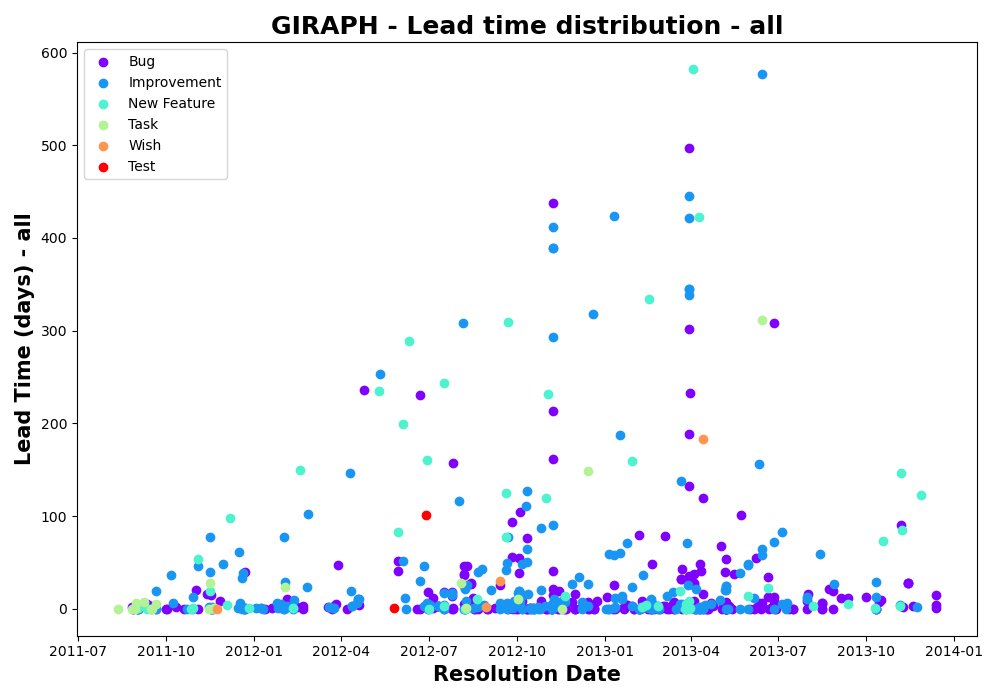 GIRAPH - Lead time distribution - all
Bug
Improvement
New Feature
Task
Wish
Test
Lead Time (days) - all
600
500
400
300
200
100
0
2011-07 2011-10 2012-01 2012-04 2012-07 2012-10 2013-01 2013-04 2013-07 2013-10 2014-01
Resolution Date